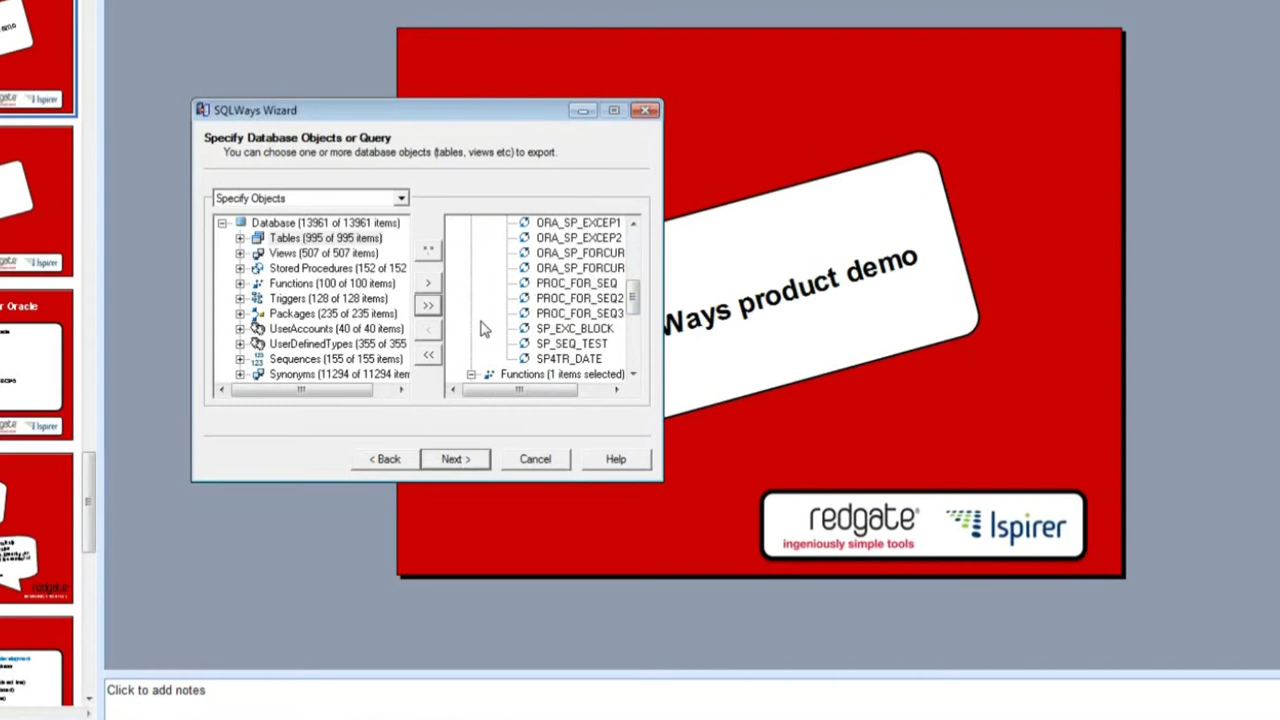 SQLWays Wizard
Specify Database Objects or Query
You can choose one or more database objects (tables, views etc) to export.
Specify Objects
Database (13961 of 13961 items)
Tables (995 of 995 items)
Views (507 of 507 items)
Stored Procedures (152 of 152
Functions (100 of 100 items)
Triggers (128 of 128 items)
Packages (235 of 235 items)
UserAccounts (40 of 40 items)
UserDefinedTypes (355 of 355
Sequences (155 of 155 items)
Synonyms (11294 of 11294 item
*.*
>
>>
<
<<
ORA_SP_EXCEP1
ORA_SP_EXCEP2
ORA_SP_FORCUR
ORA_SP_FORCUR
PROC_FOR_SEQ
PROC_FOR_SEQ2
PROC_FOR_SEQ3
SP_EXC_BLOCK
SP_SEQ_TEST
SP4TR_DATE
Functions (1 items selected)
< Back
Next >
Cancel
Help
Ways product demo
redgate®
ingeniously simple tools
Ispirer
Click to add notes
Ispirer
Ispirer
r Oracle
Ispirer
redgate